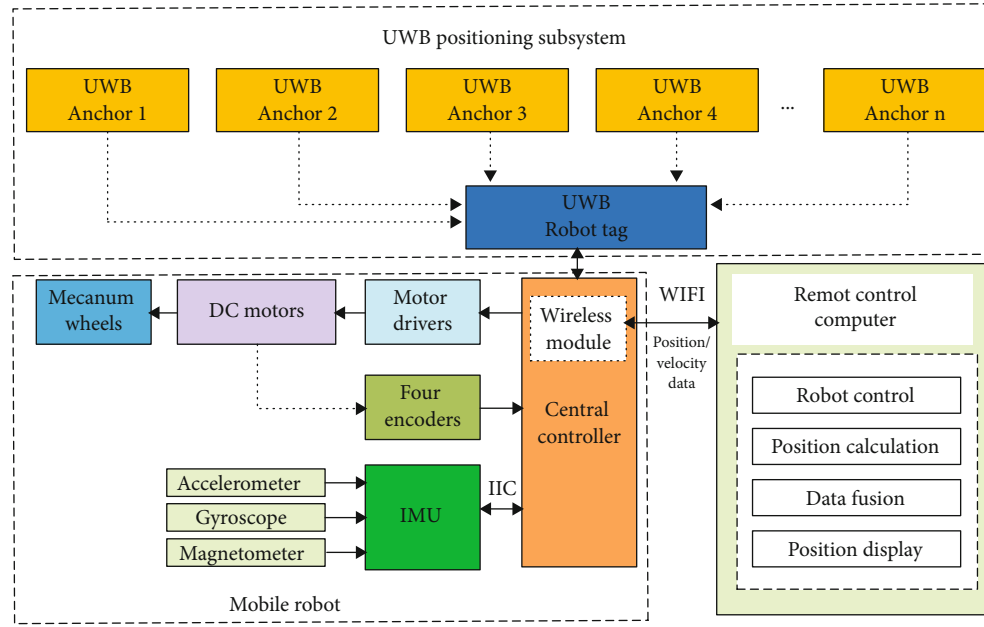 UWB positioning subsystem
UWB
Anchor 1
UWB
Anchor 2
UWB
Anchor 3
UWB
Anchor 4
...
UWB
Anchor n
UWB
Robot tag
Mecanum
wheels
DC motors
Motor
drivers
Wireless
module
WIFI
Position/
velocity
data
Remot control
computer
Four
encoders
Central
controller
Robot control
Position calculation
Data fusion
Position display
Accelerometer
Gyroscope
Magnetometer
IMU
IIC
Mobile robot